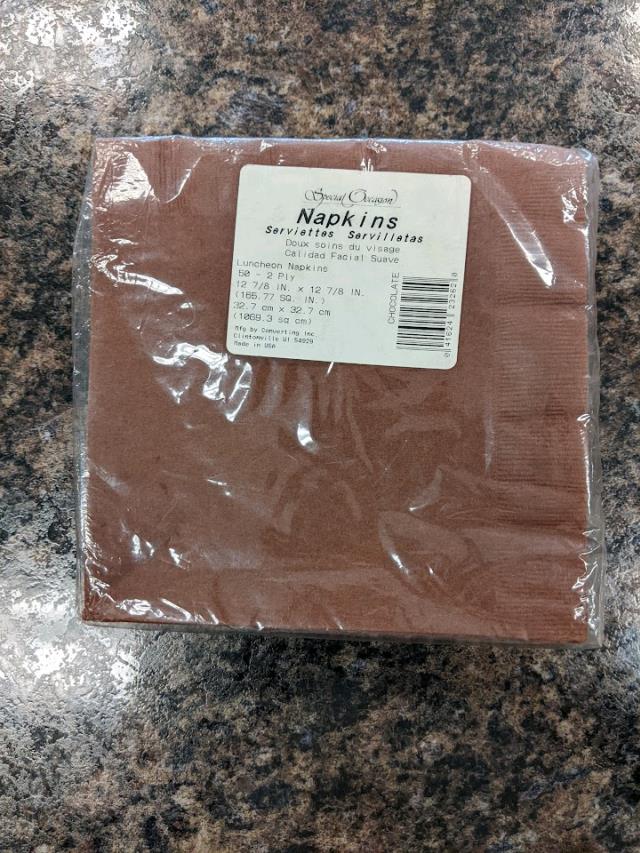 Special Occasion
Napkins
Serviettes Servilletas
Doux soins du visage
Calidad Facial Suave
Luncheon Napkins
50 - 2 Ply
12 7/8 IN. x 12 7/8 IN.
(165.77 SQ. IN.)
32.7 cm x 32.7 cm
(1069.3 sq cm)
Mfg by Converting Inc
Clintonville WI 54929
Made in USA
CHOCOLATE